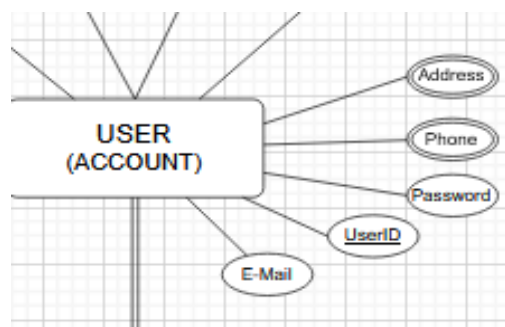 Address
USER
(ACCOUNT)
Phone
Password
UserID
E-Mail